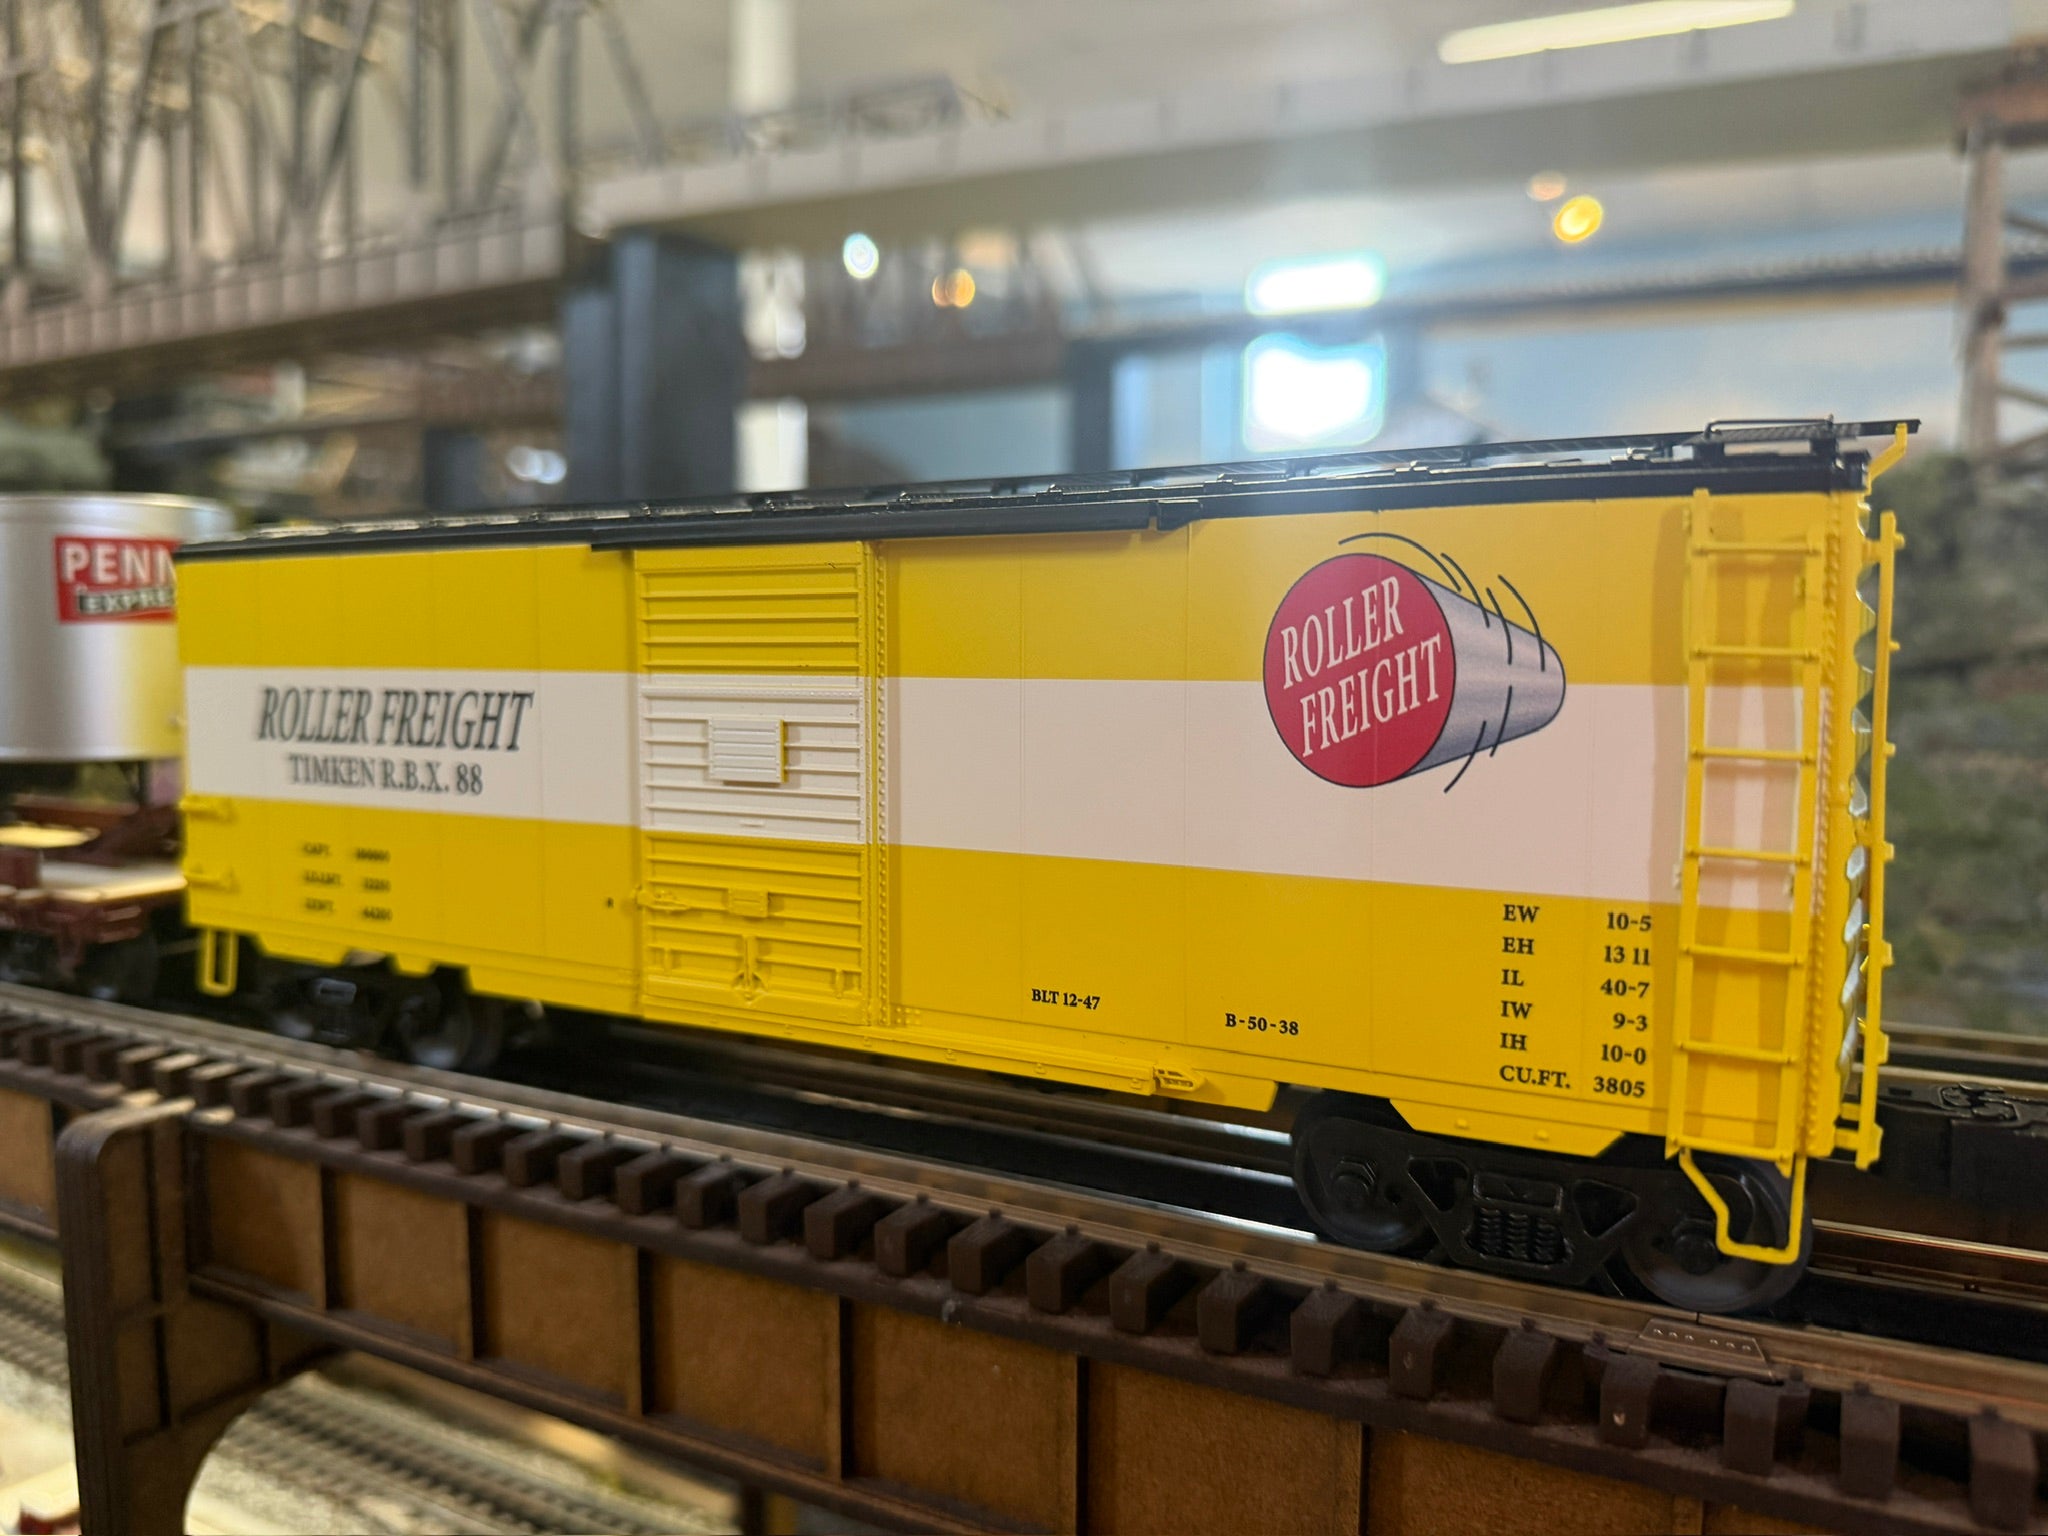 PENN
EXPRE
ROLLER FREIGHT
TIMKEN R.B.X. 88
ROLLER
FREIGHT
BLT 12-47
B-50-38
EW 10-5
EH 13 11
IL 40-7
IW 9-3
IH 10-0
CU.FT. 3805